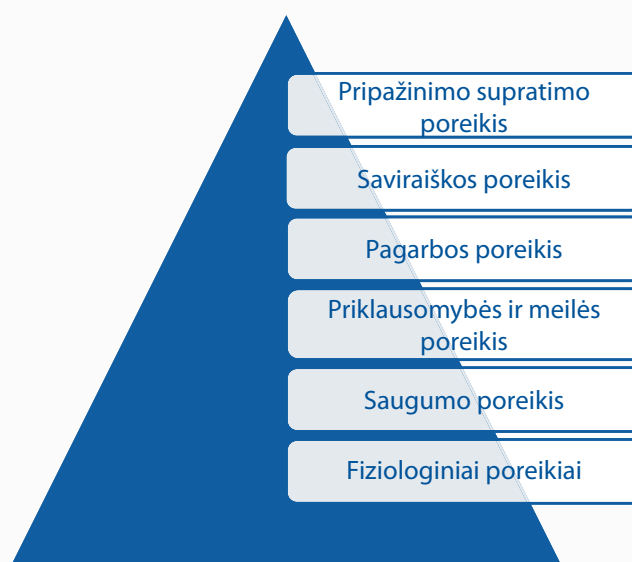 Pripažinimo supratimo
poreikis
Saviraiškos poreikis
Pagarbos poreikis
Priklausomybės ir meilės
poreikis
Saugumo poreikis
Fiziologiniai poreikiai